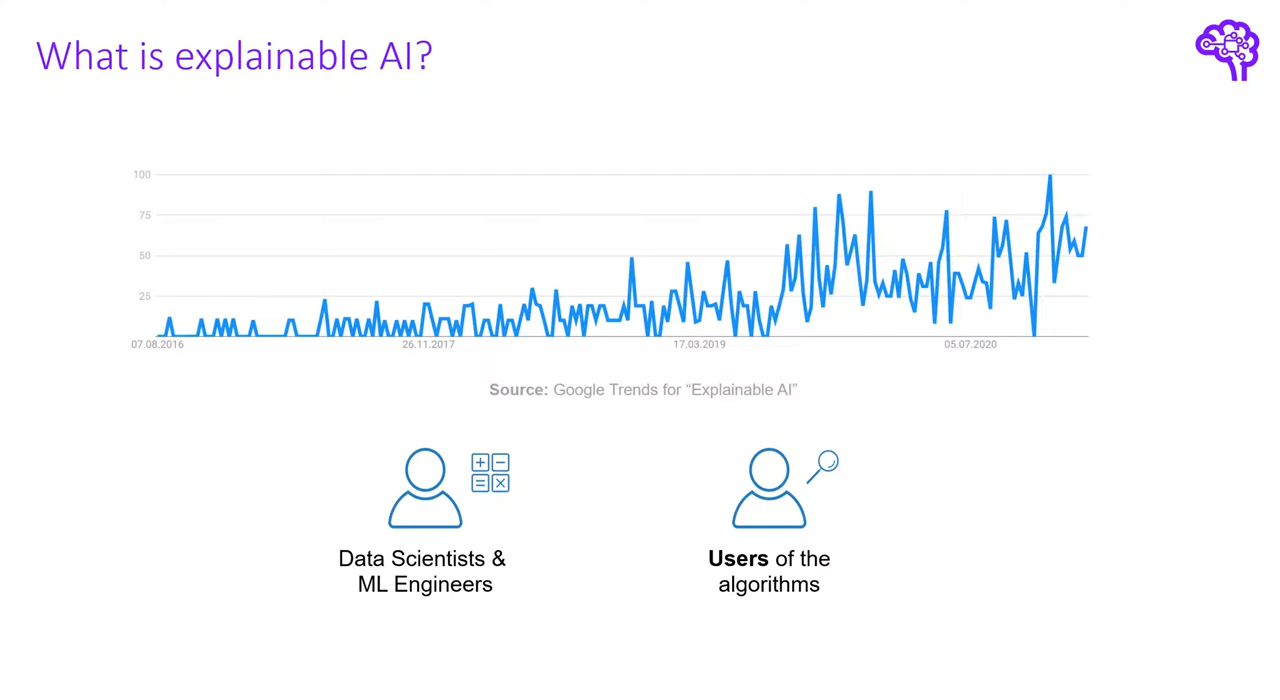 What is explainable AI?
100
75
50
25
07.08.2016 26.11.2017 17.03.2019 05.07.2020
Source: Google Trends for “Explainable AI”
+ −
= ×
Data Scientists &
ML Engineers
Users of the
algorithms